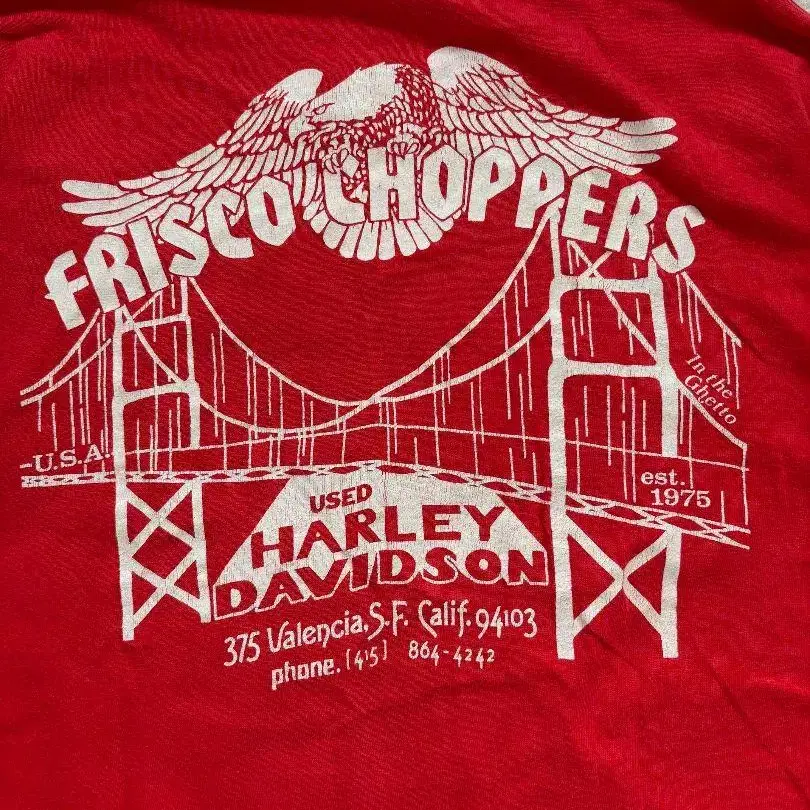 FRISCO CHOPPERS
In the
Ghetto
-U.S.A.
est.
1975
USED
HARLEY
DAVIDSON
375 Valencia, S.F. Calif. 94103
phone. (415) 864-4242